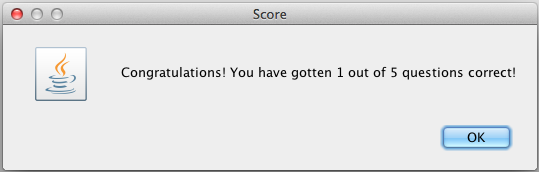 Score
Congratulations! You have gotten 1 out of 5 questions correct!
OK